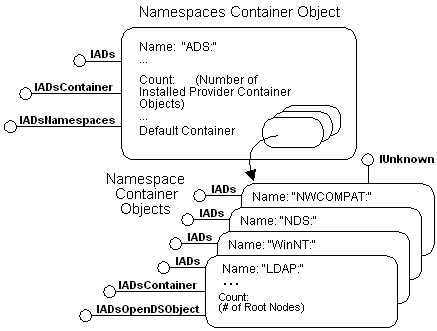 Namespaces Container Object
IADs
Name: "ADS:"
...
IADsContainer
Count: (Number of
Installed Provider Container
Objects)
...
IADsNamespaces
Default Container
IUnknown
Namespace
Container
Objects
IADs
Name: "NWCOMPAT:"
IADs
Name: "NDS:"
IADs
Name: "WinNT:"
IADs
Name: "LDAP:"
...
IADsContainer
Count:
(# of Root Nodes)
IADsOpenDSObject